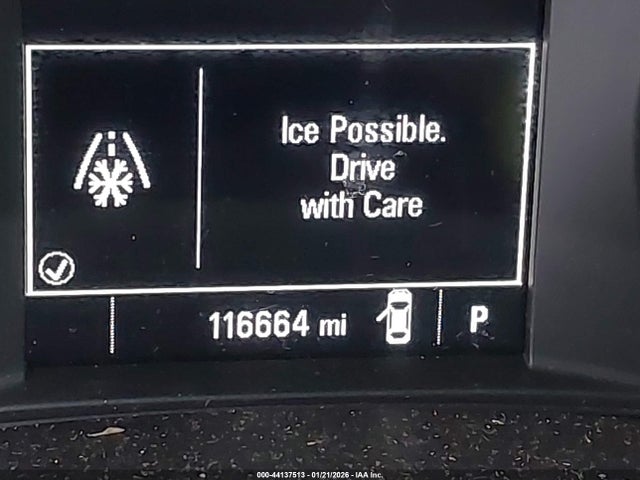 Ice Possible.
Drive
with Care
116664 mi
P
000-44137513 - 01/21/2026 - IAA Inc.